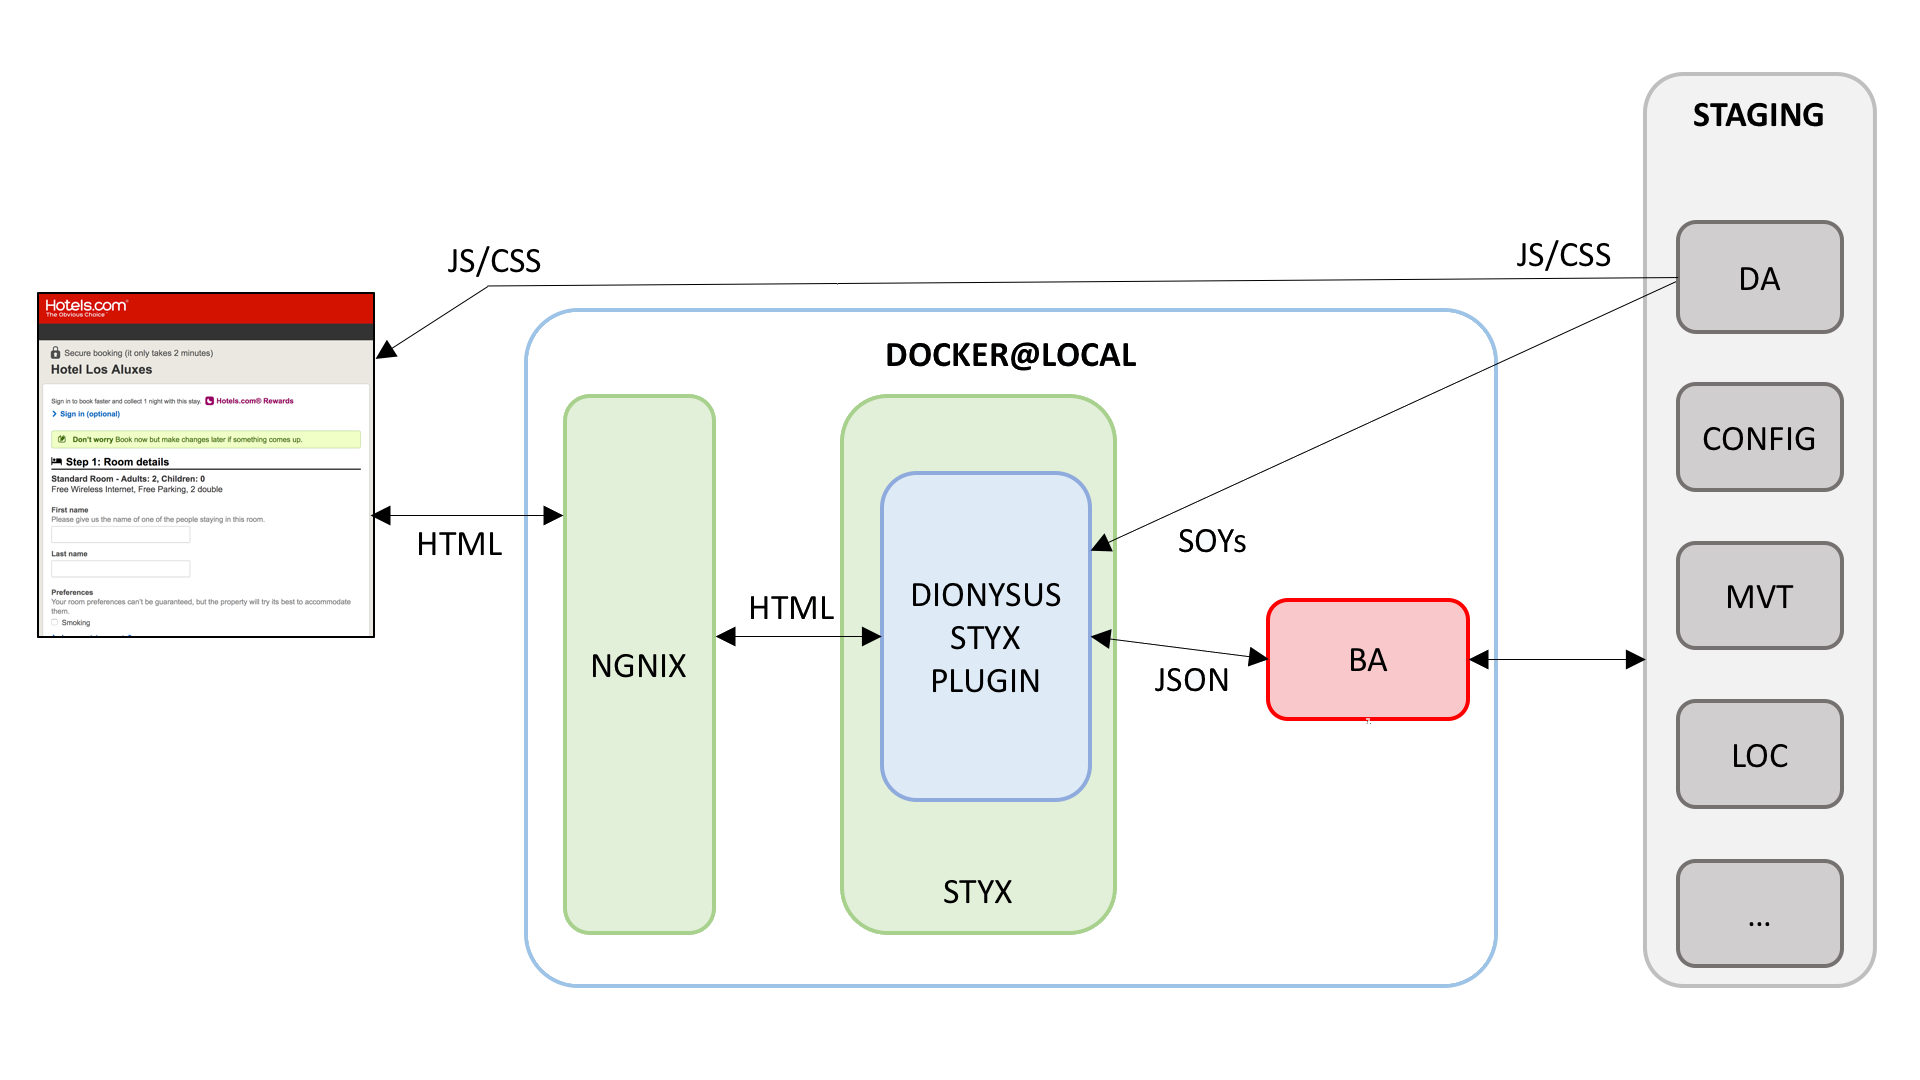 STAGING
JS/CSS
JS/CSS
DA
Hotels.com®
The Obvious Choice
Secure booking (it only takes 2 minutes)
Hotel Los Aluxes
Sign in to book faster and collect 1 night with this stay. Hotels.com® Rewards
Sign in (optional)
Don't worry Book now but make changes later if something comes up.
Step 1: Room details
Standard Room - Adults: 2, Children: 0
Free Wireless Internet, Free Parking, 2 double
First name
Please give us the name of one of the people staying in this room.
Last name
Preferences
Your room preferences can't be guaranteed, but the property will try its best to accommodate
them.
Smoking
HTML
DOCKER@LOCAL
NGNIX
HTML
DIONYSUS
STYX
PLUGIN
STYX
SOYs
JSON
BA
CONFIG
MVT
LOC
...